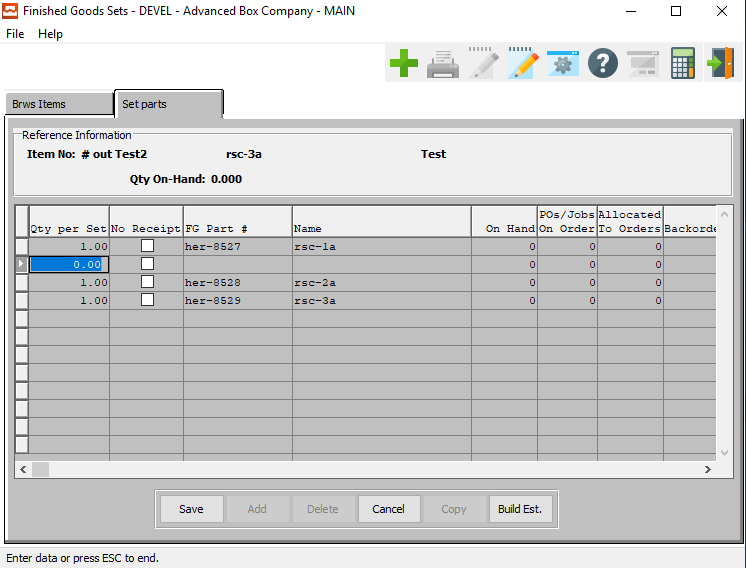 Finished Goods Sets - DEVEL - Advanced Box Company - MAIN
File Help
Brws Items Set parts
Reference Information
Item No: # out Test2 rsc-3a Test
Qty On-Hand: 0.000
POs/Jobs Allocated
Qty per Set No Receipt FG Part # Name On Hand On Order To Orders Backorde
1.00 her-8527 rsc-1a 0 0 0
0.00 0 0 0
1.00 her-8528 rsc-2a 0 0 0
1.00 her-8529 rsc-3a 0 0 0
Save Add Delete Cancel Copy Build Est.
Enter data or press ESC to end.